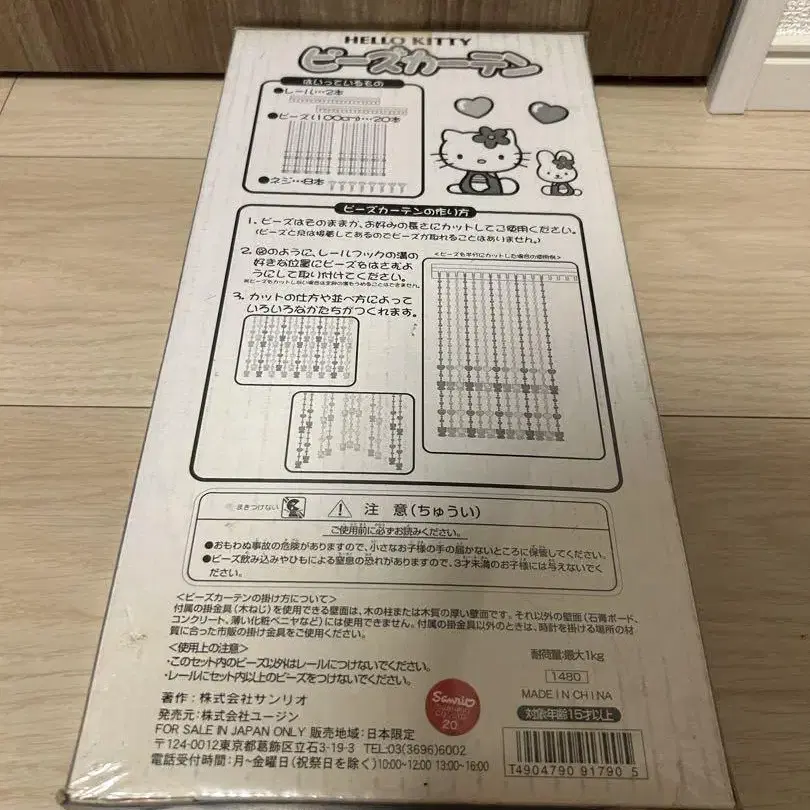 HELLO KITTY
ビーズカーテン
はいっているもの
●レール…2本
●ビーズ(100cm)…20本
●ネジ…8本
ビーズカーテンの作り方
1. ビーズはそのままか、お好みの長さにカットしてご使用ください。
(ビーズと糸は接着してあるのでビーズが取れることはありません。)
2. 図のように、レールフックの溝の
好きな位置にビーズをはさむよ
うにして取り付けてください。
3. カットの仕方や並べ方によって
いろいろなかたちがつくれます。
<ビーズを平行にカットした場合の使用例>
まきつけない
注 意(ちゅうい)
ご使用前に必ずお読みください。
●おもわぬ事故の危険がありますので、小さなお子様の手の届かないところに保管してください。
●ビーズ飲み込みやひもによる窒息の恐れがありますので、3才未満のお子様には与えないでく
ださい。
<ビーズカーテンの掛け方について>
付属の掛金具(木ねじ)を使用できる壁面は、木の柱または木質の厚い壁面です。それ以外の壁面(石膏ボード、
コンクリート、薄い化粧ベニヤなど)には使用できません。付属の掛金具以外のときは、時計を掛ける場所の材
質に合った市販の掛け金具をご使用ください。
<使用上の注意>
・このセット内のビーズ以外はレールにつけないでください。
・レールにセット内以上のビーズをつけないでください。
耐荷重:最大1kg
1480
MADE IN CHINA
対象年齢15才以上
著作:株式会社サンリオ
発売元:株式会社ユージン
FOR SALE IN JAPAN ONLY 販売地域:日本限定
〒124-0012東京都葛飾区立石3-19-3 TEL.03(3696)6002
電話受付時間:月~金曜日(祝祭日を除く)10:00~12:00 13:00~16:00
Sanrio
20
T4904790 91790 5